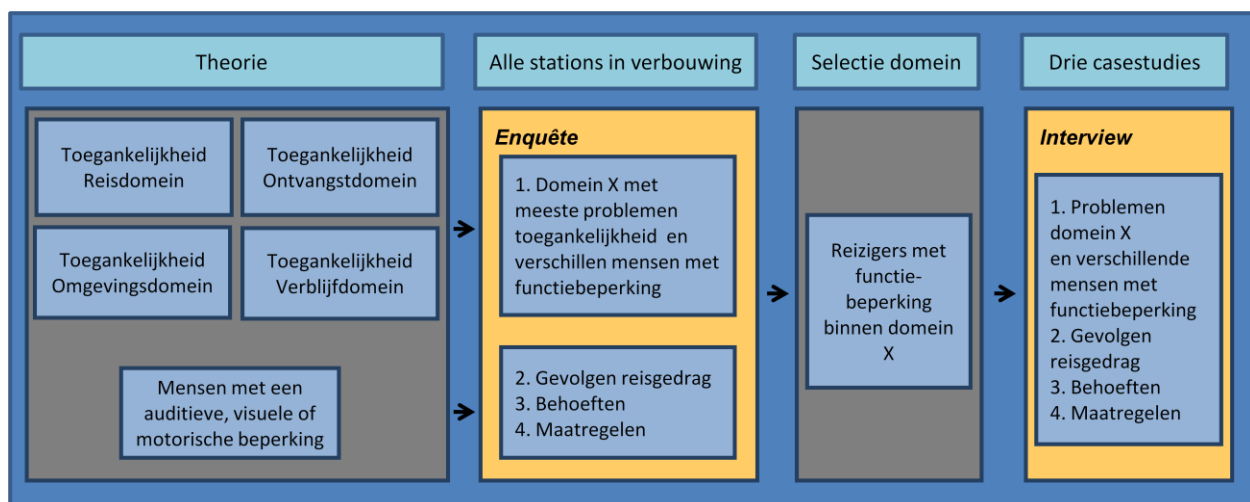 Theorie
Alle stations in verbouwing
Selectie domein
Drie casestudies
Toegankelijkheid
Reisdomein
Toegankelijkheid
Ontvangstdomein
Toegankelijkheid
Omgevingsdomein
Toegankelijkheid
Verblijfdomein
Mensen met een
auditieve, visuele of
motorische beperking
Enquête
1. Domein X met
meeste problemen
toegankelijkheid en
verschillen mensen met
functiebeperking
2. Gevolgen reisgedrag
3. Behoeften
4. Maatregelen
Reizigers met
functie-
beperking
binnen domein
X
Interview
1. Problemen
domein X
en verschillende
mensen met
functiebeperking
2. Gevolgen
reisgedrag
3. Behoeften
4. Maatregelen